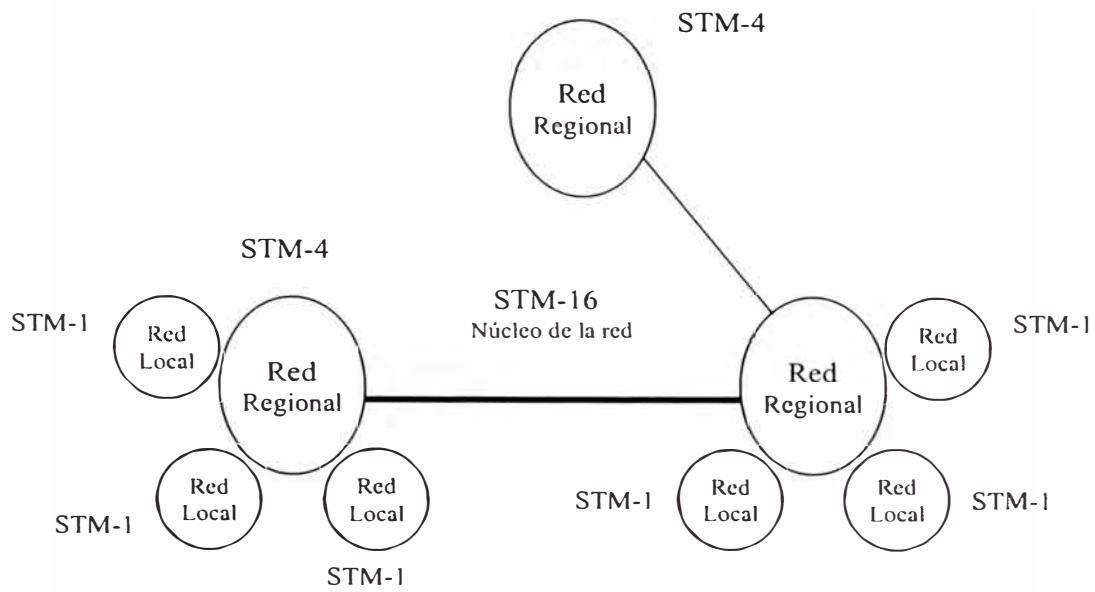 STM-4
Red
Regional
STM-4
STM-16
Núcleo de la red
STM-1
Red
Local
Red
Regional
Red
Regional
Red
Local
STM-1
STM-1
Red
Local
Red
Local
STM-1
STM-1
Red
Local
Red
Local
STM-1